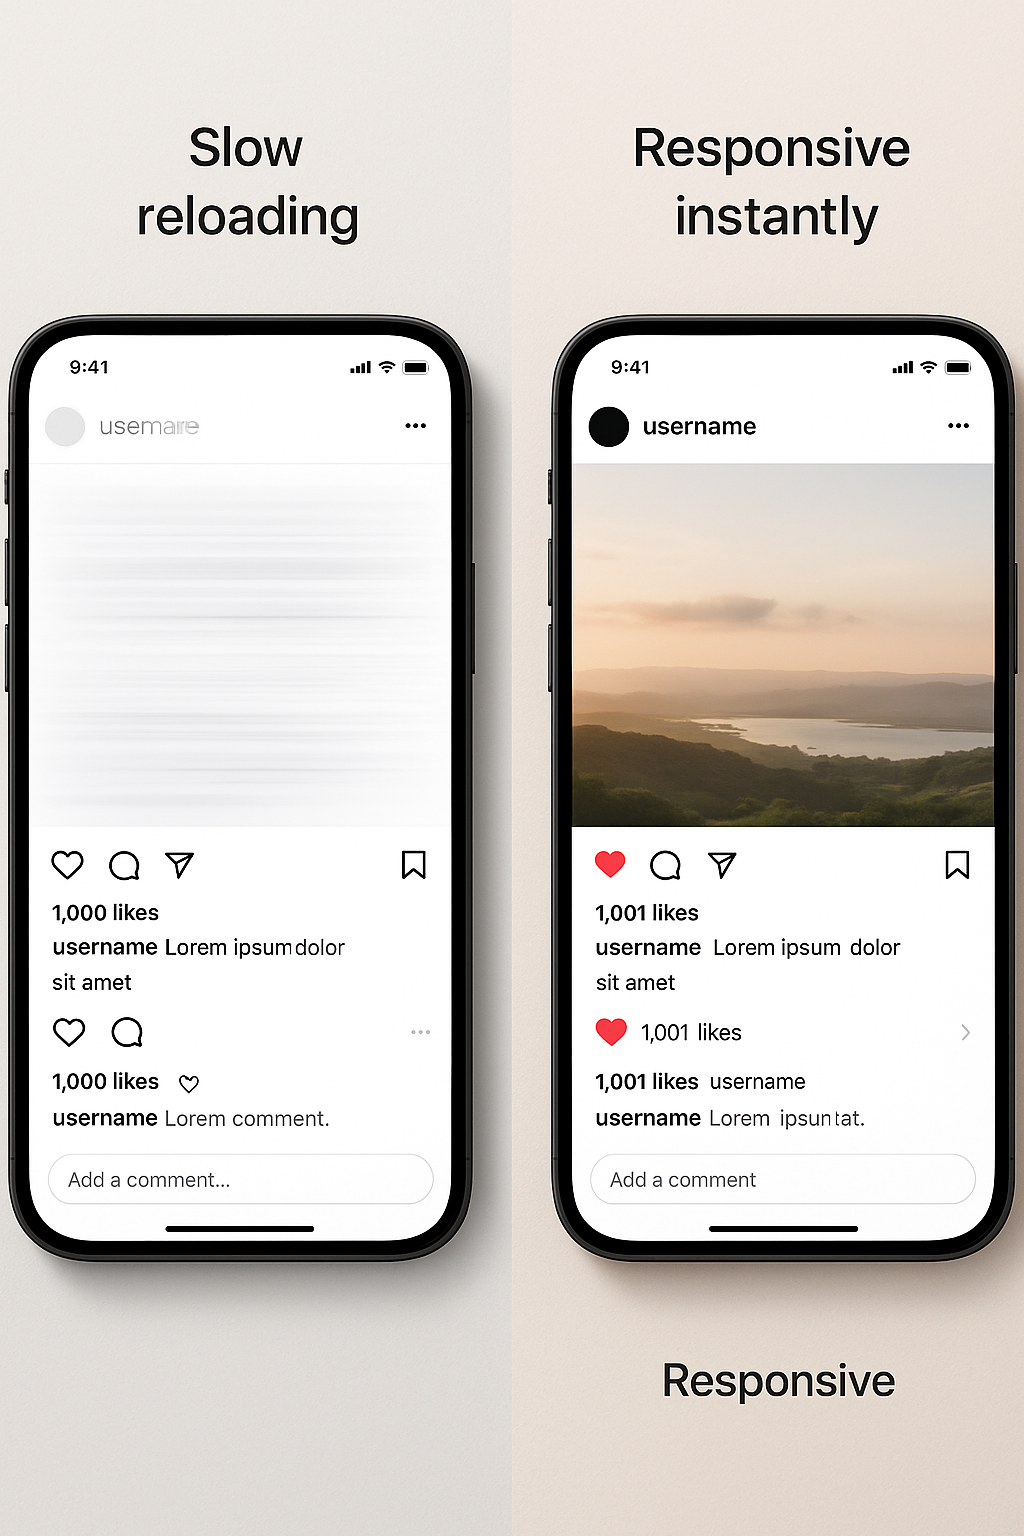 Slow
reloading
9:41
1,000 likes
username Lorem ipsum dolor
sit amet
1,000 likes
username Lorem comment.
Add a comment...
Responsive
instantly
9:41
username
1,001 likes
username Lorem ipsum dolor
sit amet
1,001 likes
1,001 likes username
username Lorem
Add a comment
Responsive